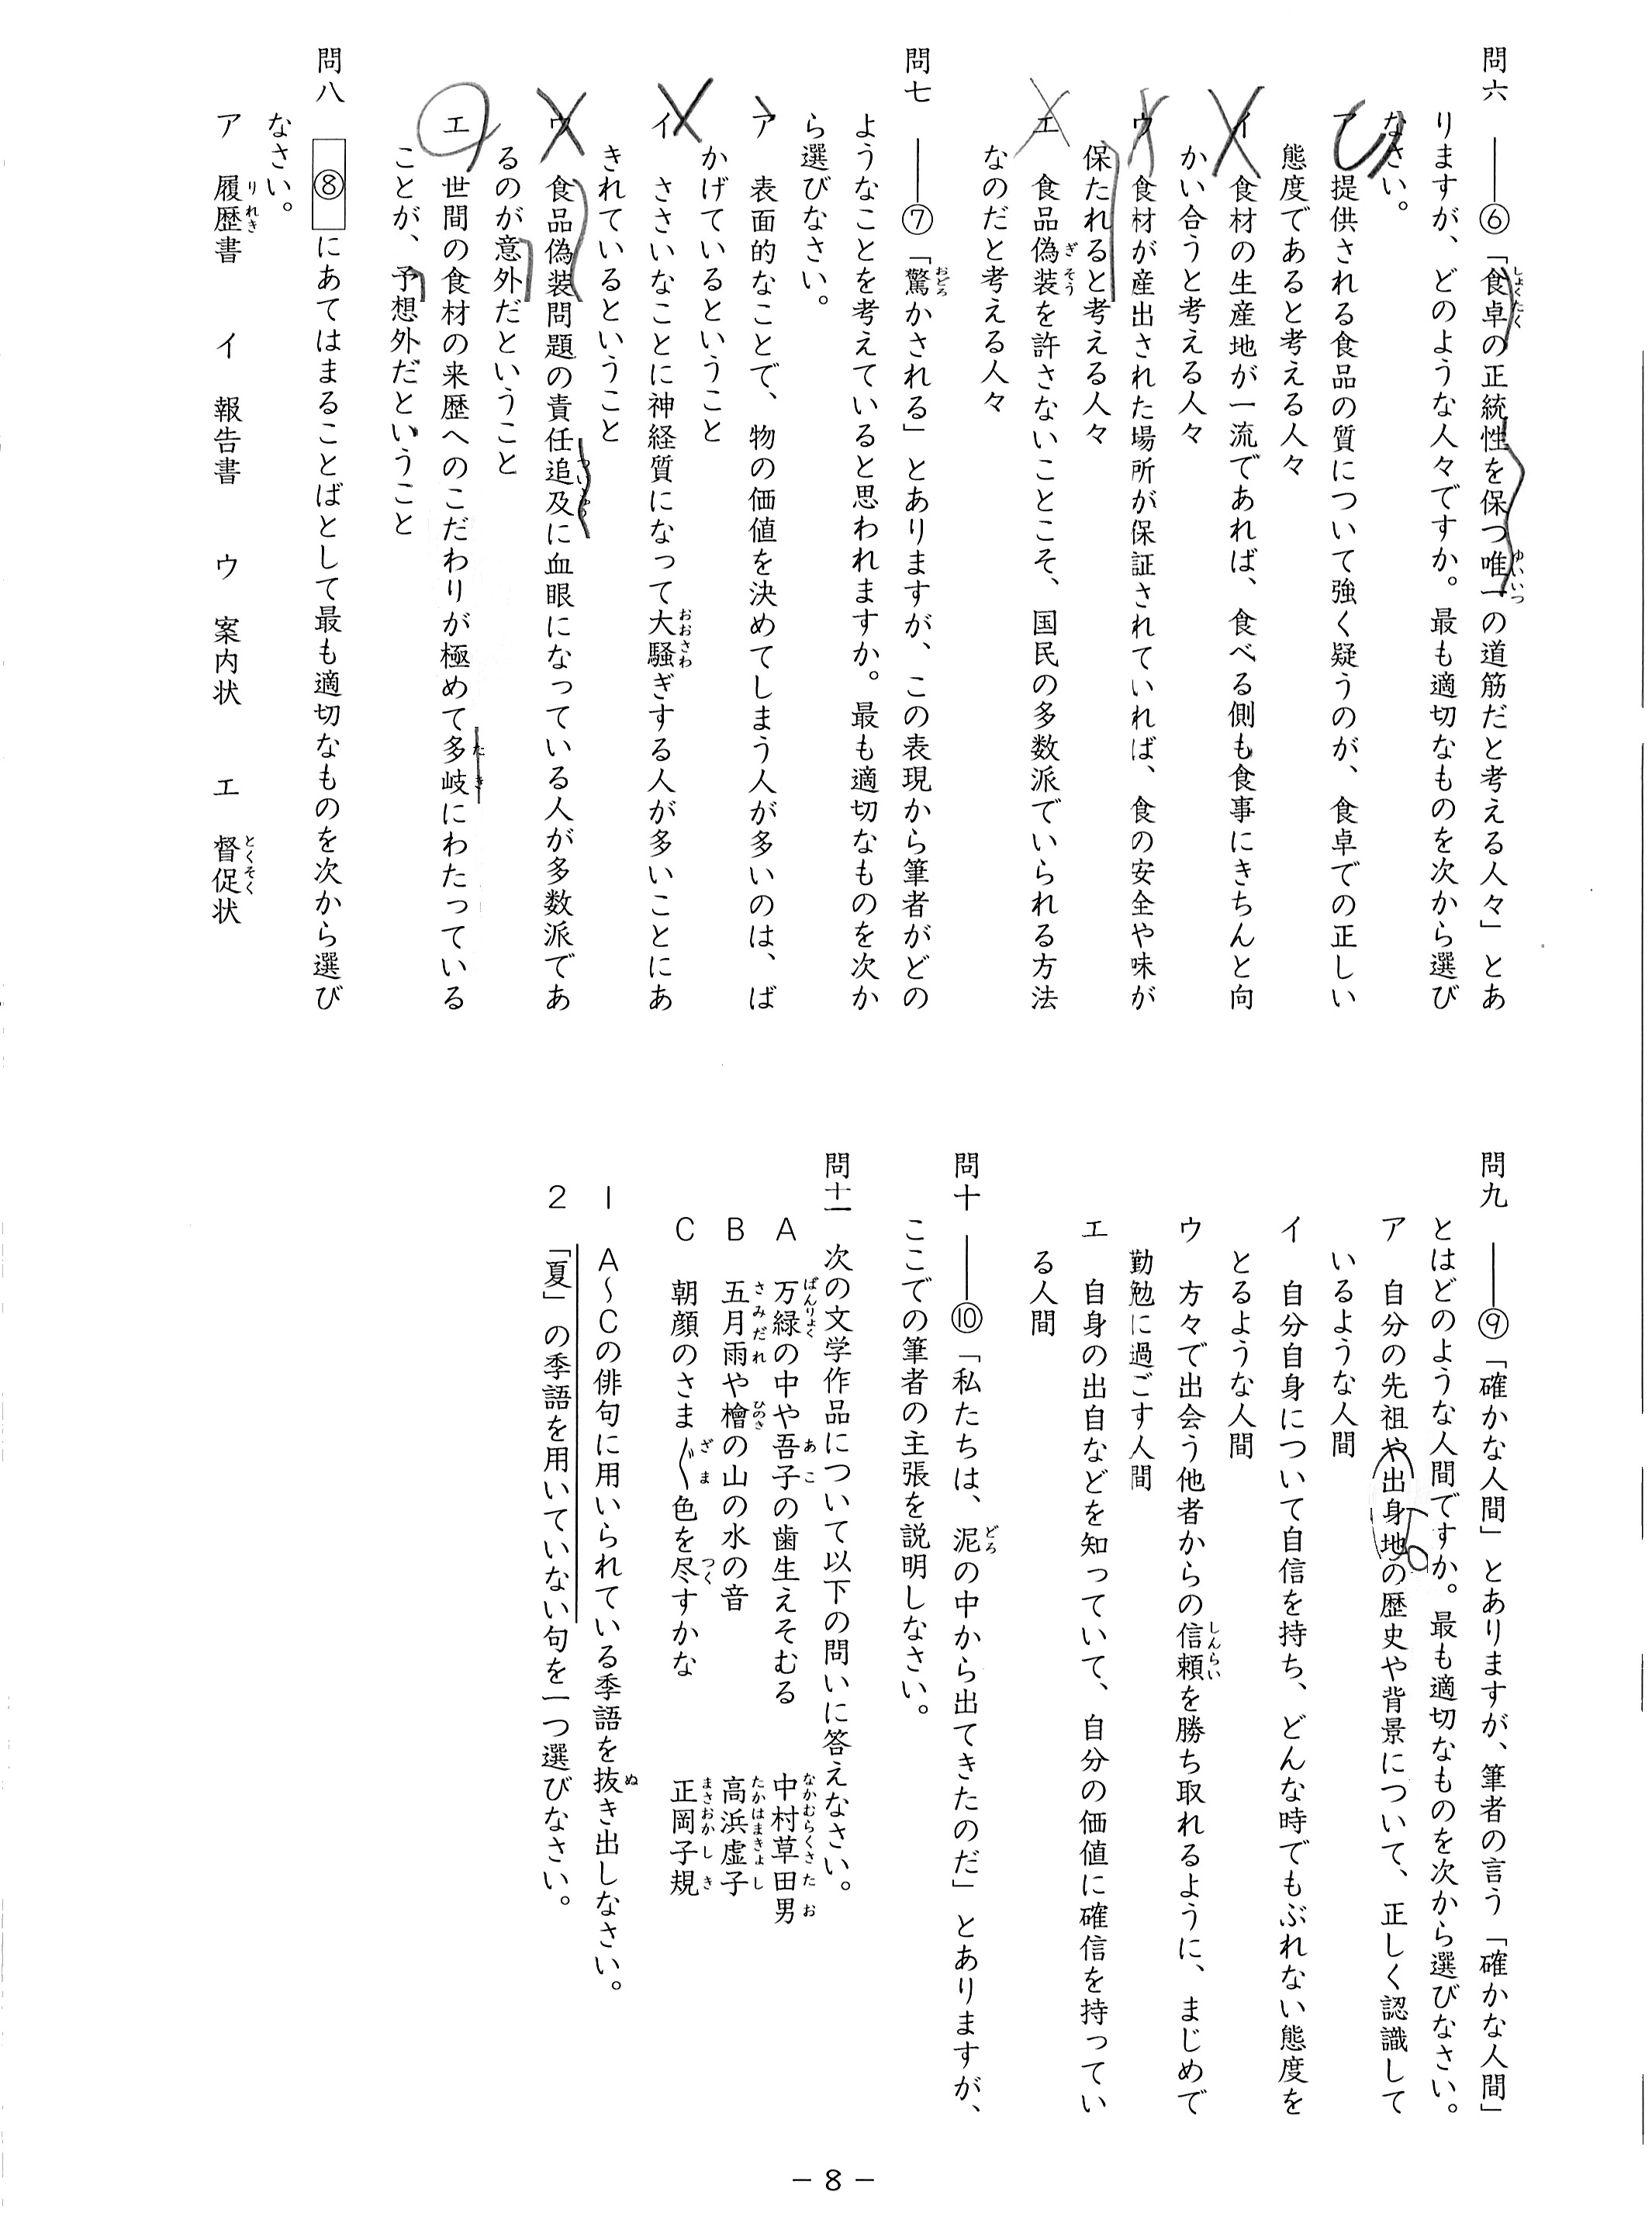 問六 ――⑥「食卓の正統性を保つ唯一の道筋だと考える人々」とあ
りますが、どのような人々ですか。最も適切なものを次から選び
なさい。
ア 提供される食品の質について強く疑うのが、食卓での正しい
態度であると考える人々
イ 食材の生産地が一流であれば、食べる側も食事にきちんと向
かい合うと考える人々
ウ 食材が産出された場所が保証されていれば、食の安全や味が
保たれると考える人々
エ 食品偽装を許さないことこそ、国民の多数派でいられる方法
なのだと考える人々
問七 ――⑦「驚かされる」とありますが、この表現から筆者がどの
ようなことを考えていると思われますか。最も適切なものを次か
ら選びなさい。
ア 表面的なことで、物の価値を決めてしまう人が多いのは、ば
かげているということ
イ ささいなことに神経質になって大騒ぎする人が多いことにあ
きれているということ
ウ 食品偽装問題の責任追及に血眼になっている人が多数派であ
るのが意外だということ
エ 世間の食材の来歴へのこだわりが極めて多岐にわたっている
ことが、予想外だということ
問八 ⑧にあてはまることばとして最も適切なものを次から選び
なさい。
ア 履歴書 イ 報告書 ウ 案内状 エ 督促状
問九 ――⑨「確かな人間」とありますが、筆者の言う「確かな人間」
とはどのような人間ですか。最も適切なものを次から選びなさい。
ア 自分の先祖や出身地の歴史や背景について、正しく認識して
いるような人間
イ 自分自身について自信を持ち、どんな時でもぶれない態度を
とるような人間
ウ 方々で出会う他者からの信頼を勝ち取れるように、まじめで
勤勉に過ごす人間
エ 自身の出自などを知っていて、自分の価値に確信を持ってい
る人間
問十 ――⑩「私たちは、泥の中から出てきたのだ」とありますが、
ここでの筆者の主張を説明しなさい。
問十一 次の文学作品について以下の問いに答えなさい。
A 万緑の中や吾子の歯生えそむる 中村草田男
B 五月雨や檜の山の水の音 高浜虚子
C 朝顔のさま〴〵色を尽すかな 正岡子規
1 A～Cの俳句に用いられている季語を抜き出しなさい。
2 「夏」の季語を用いていない句を一つ選びなさい。
－8－